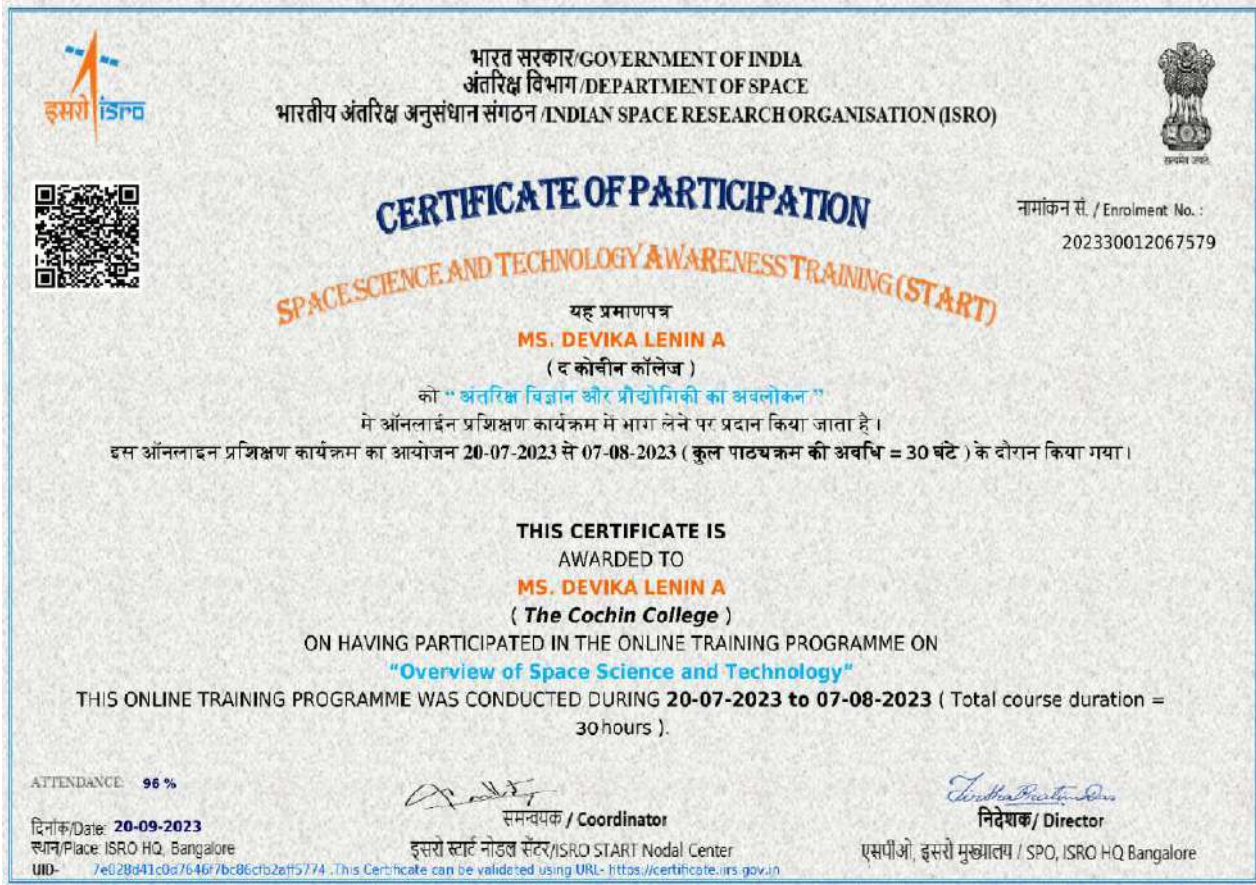 इसरो isro
भारत सरकार/GOVERNMENT OF INDIA
अंतरिक्ष विभाग /DEPARTMENT OF SPACE
भारतीय अंतरिक्ष अनुसंधान संगठन /INDIAN SPACE RESEARCH ORGANISATION (ISRO)
सत्यमेव जयते
CERTIFICATE OF PARTICIPATION
नामांकन सं. / Enrolment No. :
202330012067579
SPACE SCIENCE AND TECHNOLOGY AWARENESS TRAINING (START)
यह प्रमाणपत्र
MS. DEVIKA LENIN A
( द कोचीन कॉलेज )
को " अंतरिक्ष विज्ञान और प्रौद्योगिकी का अवलोकन "
मे ऑनलाईन प्रशिक्षण कार्यक्रम में भाग लेने पर प्रदान किया जाता है।
इस ऑनलाइन प्रशिक्षण कार्यक्रम का आयोजन 20-07-2023 से 07-08-2023 ( कुल पाठ्यक्रम की अवधि = 30 घंटे ) के दौरान किया गया।
THIS CERTIFICATE IS
AWARDED TO
MS. DEVIKA LENIN A
( The Cochin College )
ON HAVING PARTICIPATED IN THE ONLINE TRAINING PROGRAMME ON
"Overview of Space Science and Technology"
THIS ONLINE TRAINING PROGRAMME WAS CONDUCTED DURING 20-07-2023 to 07-08-2023 ( Total course duration =
30 hours ).
ATTENDANCE: 96 %
समन्वयक / Coordinator
निदेशक/ Director
दिनांक/Date: 20-09-2023
स्थान/Place: ISRO HQ, Bangalore
इसरो स्टार्ट नोडल सेंटर/ISRO START Nodal Center
एसपीओ, इसरो मुख्यालय / SPO, ISRO HQ Bangalore
UID- This Certificate can be validated using URL- https://certificate.iirs.gov.in